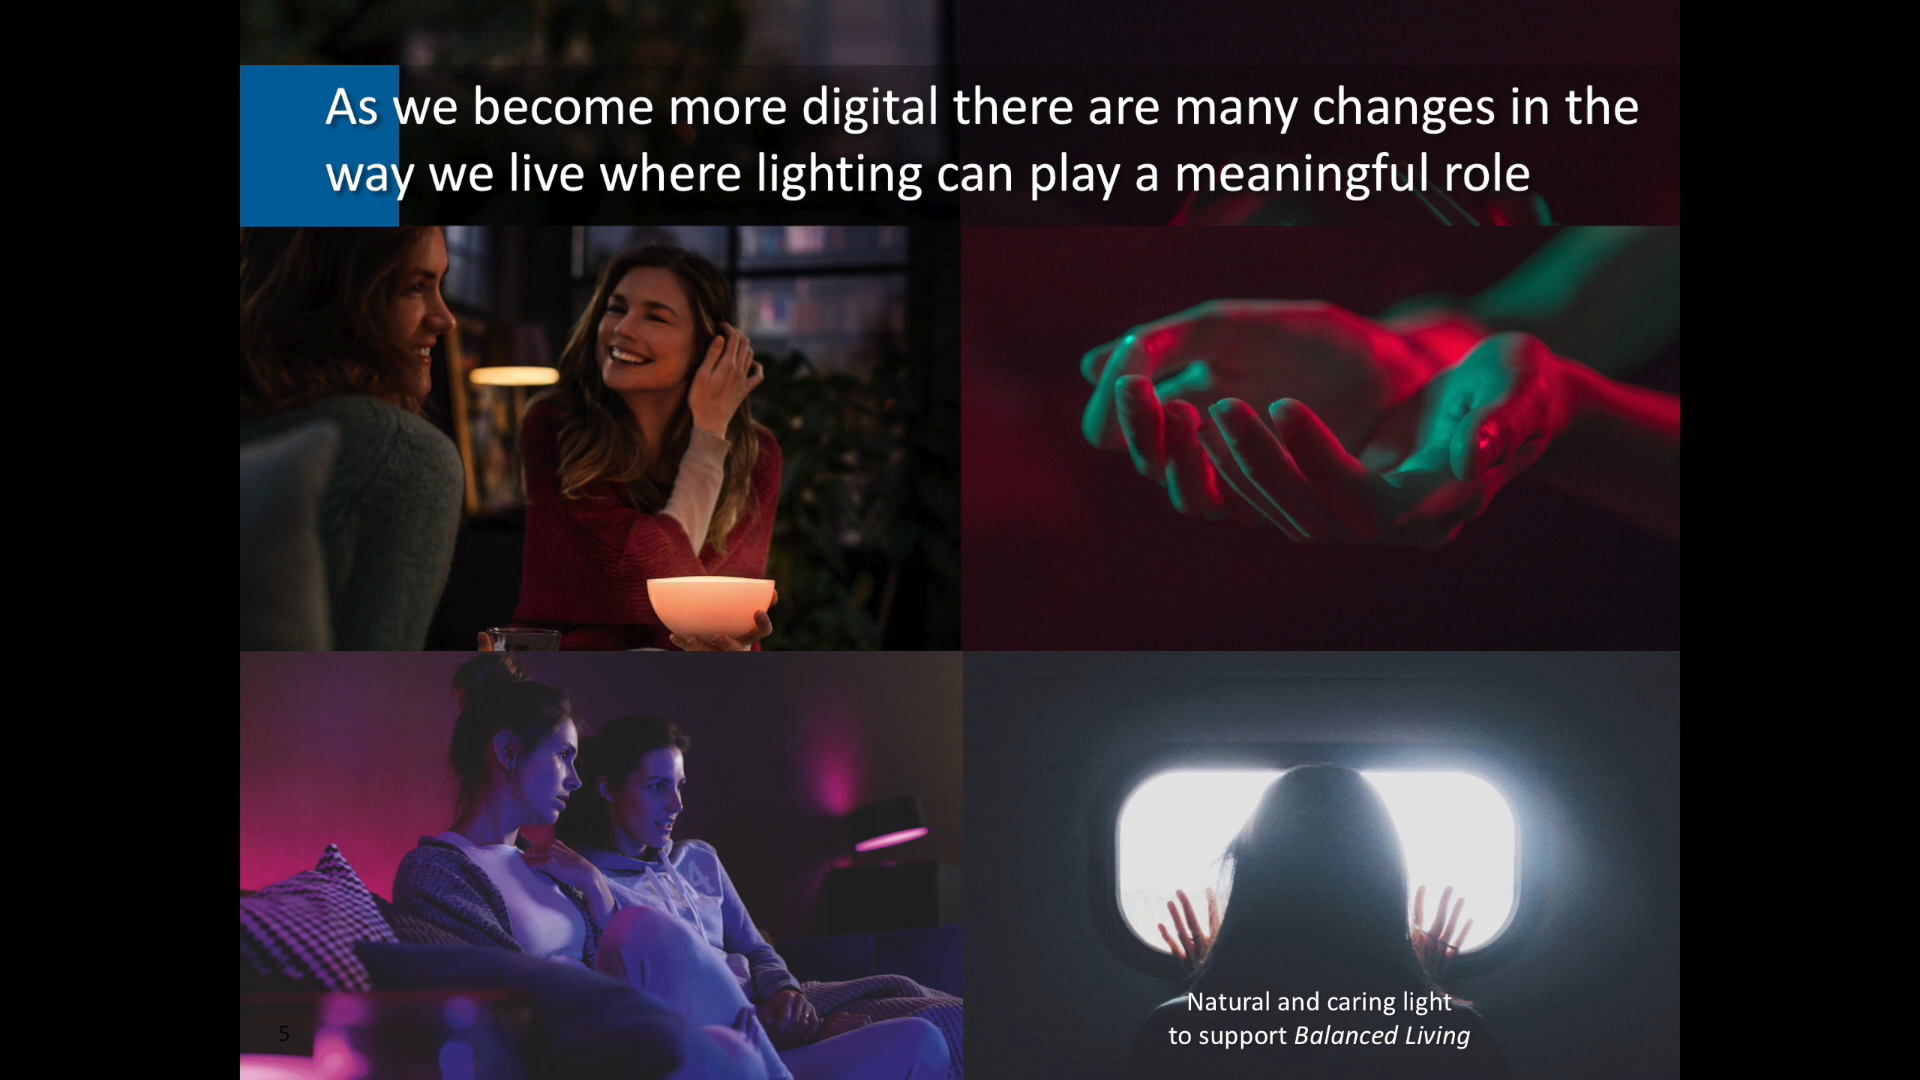 As we become more digital there are many changes in the
way we live where lighting can play a meaningful role
Natural and caring light
to support Balanced Living
5